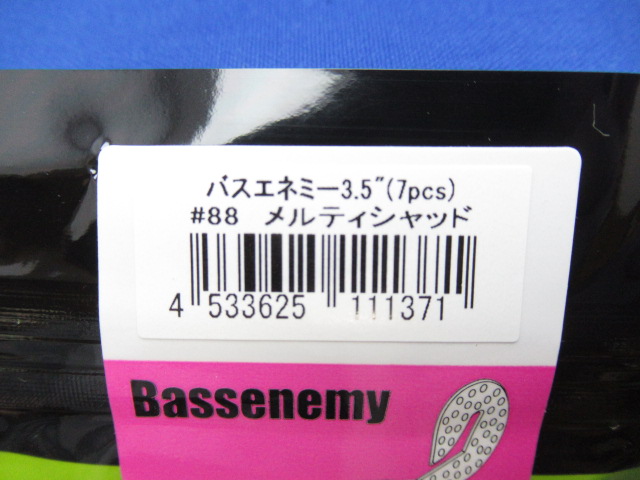 バスエネミー3.5"(7pcs)
#88 メルティシャッド
4 533625 111371
Bassenemy